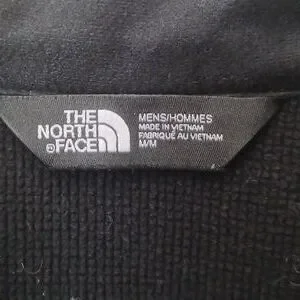 THE
NORTH
FACE
®
MENS/HOMMES
MADE IN VIETNAM
FABRIQUÉ AU VIETNAM
M/M